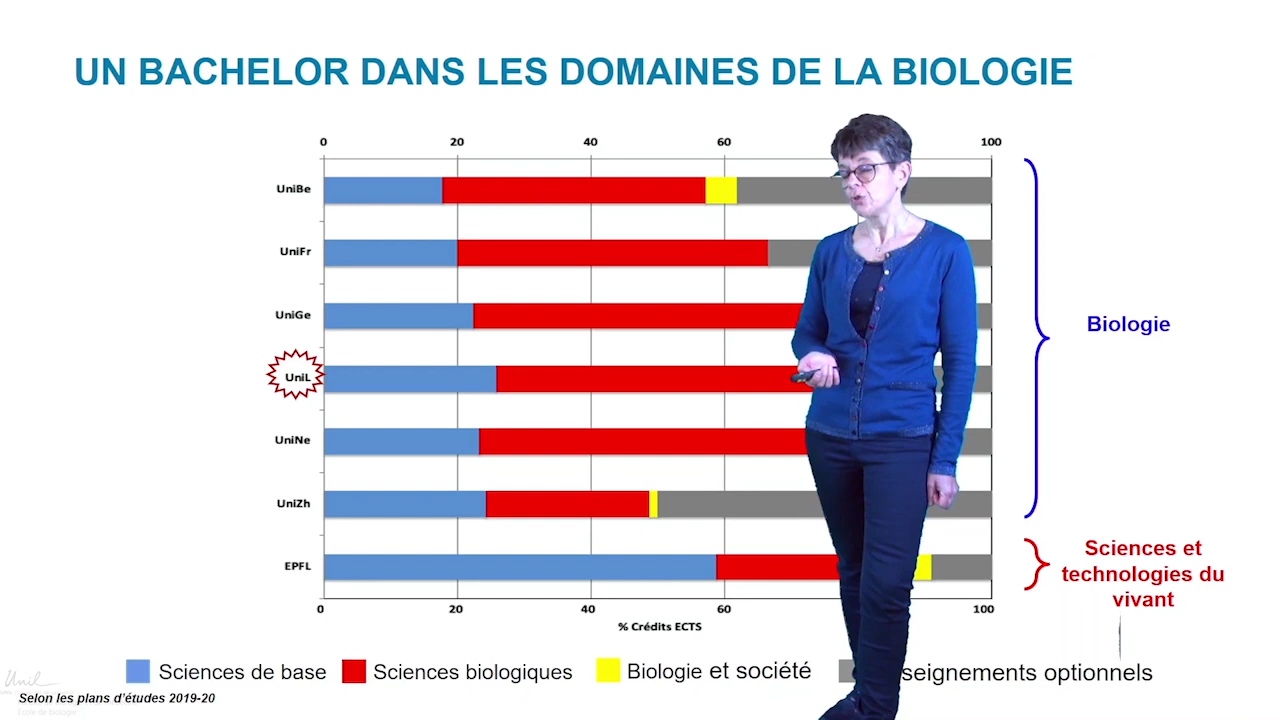 UN BACHELOR DANS LES DOMAINES DE LA BIOLOGIE
0 20 40 60 100
UniBe
UniFr
UniGe
UniL
UniNe
UniZh
EPFL
Biologie
Sciences et
technologies du
vivant
0 20 40 60 100
% Crédits ECTS
Sciences de base Sciences biologiques Biologie et société seignements optionnels
Unil
Selon les plans d'études 2019-20